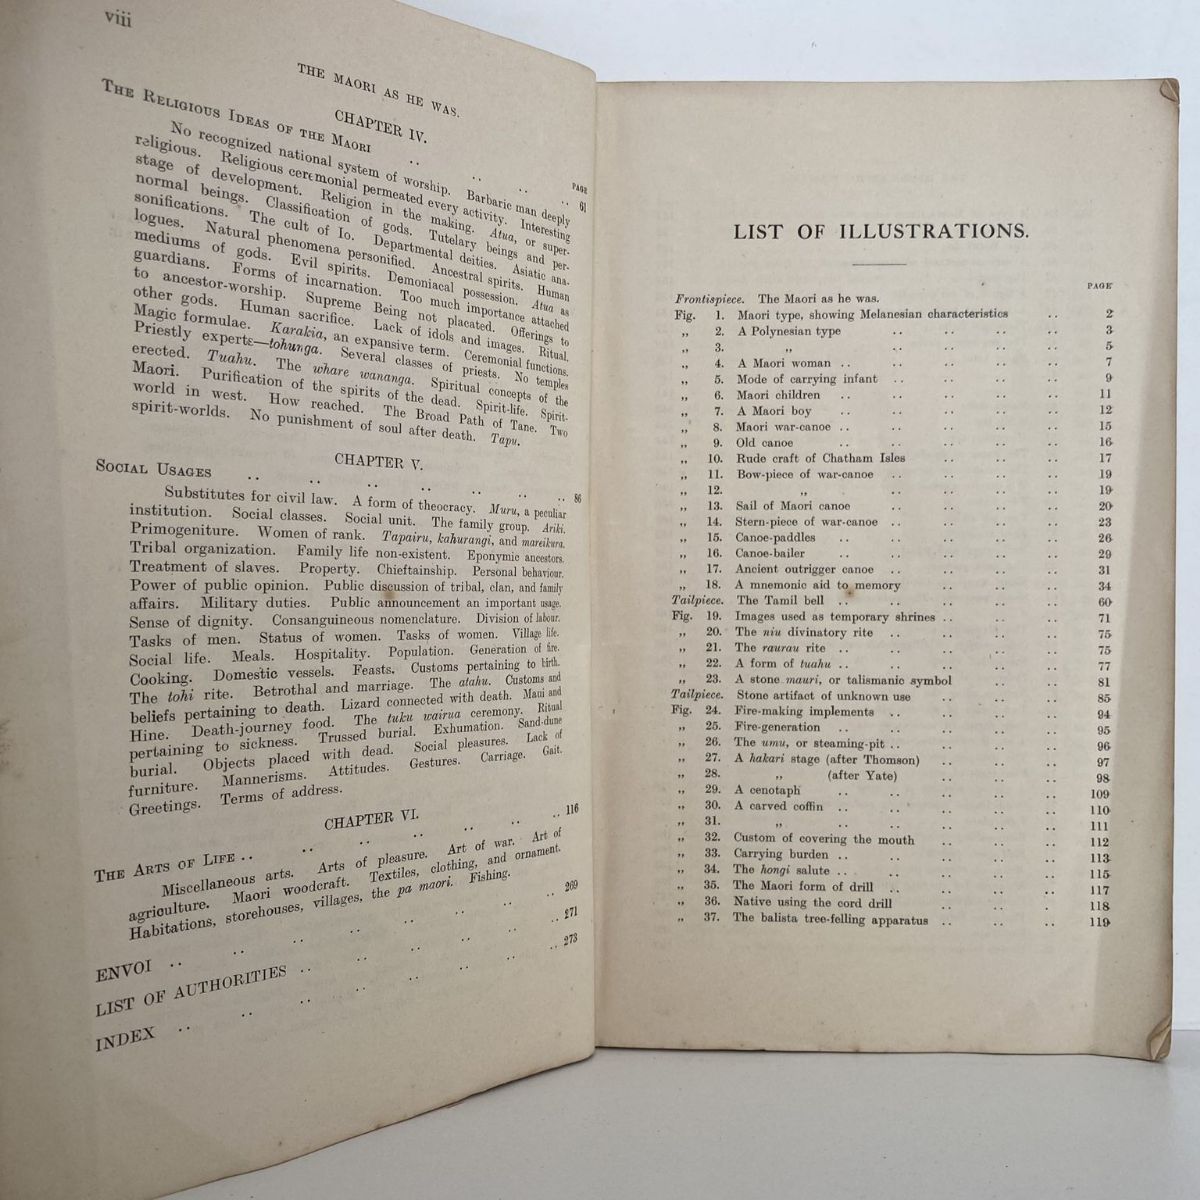 viii
THE MAORI AS HE WAS.
CHAPTER IV.
PAGE
THE RELIGIOUS IDEAS OF THE MAORI .. .. .. .. 61
No recognized national system of worship. Barbaric man deeply
religious. Religious ceremonial permeated every activity. Interesting
stage of development. Religion in the making. Atua, or super-
normal beings. Classification of gods. Tutelary beings and per-
sonifications. The cult of Io. Departmental deities. Asiatic ana-
logues. Natural phenomena personified. Ancestral spirits. Human
mediums of gods. Evil spirits. Demoniacal possession. Atua as
guardians. Forms of incarnation. Too much importance attached
to ancestor-worship. Supreme Being not placated. Offerings to
other gods. Human sacrifice. Lack of idols and images. Ritual.
Magic formulae. Karakia, an expansive term. Ceremonial functions.
Priestly experts—tohunga. Several classes of priests. No temples
erected. Tuahu. The whare wananga. Spiritual concepts of the
Maori. Purification of the spirits of the dead. Spirit-life. Spirit-
world in west. How reached. The Broad Path of Tane. Two
spirit-worlds. No punishment of soul after death. Tapu.
CHAPTER V.
SOCIAL USAGES .. .. .. .. .. .. .. 86
Substitutes for civil law. A form of theocracy. Muru, a peculiar
institution. Social classes. Social unit. The family group. Ariki.
Primogeniture. Women of rank. Tapairu, kahurangi, and mareikura.
Tribal organization. Family life non-existent. Eponymic ancestors.
Treatment of slaves. Property. Chieftainship. Personal behaviour.
Power of public opinion. Public discussion of tribal, clan, and family
affairs. Military duties. Public announcement an important usage.
Sense of dignity. Consanguineous nomenclature. Division of labour.
Tasks of men. Status of women. Tasks of women. Village life.
Social life. Meals. Hospitality. Population. Generation of fire.
Cooking. Domestic vessels. Feasts. Customs pertaining to birth.
The tohi rite. Betrothal and marriage. The atahu. Customs and
beliefs pertaining to death. Lizard connected with death. Maui and
Hine. Death-journey food. The tuku wairua ceremony. Ritual
pertaining to sickness. Trussed burial. Exhumation. Sand-dune
burial. Objects placed with dead. Social pleasures. Lack of
furniture. Mannerisms. Attitudes. Gestures. Carriage. Gait.
Greetings. Terms of address.
CHAPTER VI.
THE ARTS OF LIFE .. .. .. .. .. .. 116
Miscellaneous arts. Arts of pleasure. Art of war. Art of
agriculture. Maori woodcraft. Textiles, clothing, and ornament.
Habitations, storehouses, villages, the pa maori. Fishing.
ENVOI .. .. .. .. .. .. .. 269
LIST OF AUTHORITIES .. .. .. .. .. 271
INDEX .. .. .. .. .. .. .. 273
LIST OF ILLUSTRATIONS.
PAGE
Frontispiece. The Maori as he was.
Fig. 1. Maori type, showing Melanesian characteristics .. 2
„ 2. A Polynesian type .. .. .. .. 3
„ 3. „ .. .. .. .. 5
„ 4. A Maori woman .. .. .. .. .. 7
„ 5. Mode of carrying infant .. .. .. .. 9
„ 6. Maori children .. .. .. .. .. 11
„ 7. A Maori boy .. .. .. .. .. 12
„ 8. Maori war-canoe .. .. .. .. .. 15
„ 9. Old canoe .. .. .. .. .. 16
„ 10. Rude craft of Chatham Isles .. .. .. 17
„ 11. Bow-piece of war-canoe .. .. .. .. 19
„ 12. „ .. .. .. .. 19
„ 13. Sail of Maori canoe .. .. .. .. 20
„ 14. Stern-piece of war-canoe .. .. .. .. 23
„ 15. Canoe-paddles .. .. .. .. .. 26
„ 16. Canoe-bailer .. .. .. .. .. 29
„ 17. Ancient outrigger canoe .. .. .. .. 31
„ 18. A mnemonic aid to memory .. .. .. 34
Tailpiece. The Tamil bell .. .. .. .. .. 60
Fig. 19. Images used as temporary shrines .. .. .. 71
„ 20. The niu divinatory rite .. .. .. .. 75
„ 21. The raurau rite .. .. .. .. .. 75
„ 22. A form of tuahu .. .. .. .. .. 77
„ 23. A stone mauri, or talismanic symbol .. .. 81
Tailpiece. Stone artifact of unknown use .. .. .. 85
Fig. 24. Fire-making implements .. .. .. .. 94
„ 25. Fire-generation .. .. .. .. .. 95
„ 26. The umu, or steaming-pit .. .. .. .. 96
„ 27. A hakari stage (after Thomson) .. .. .. 97
„ 28. „ (after Yate) .. .. .. 98
„ 29. A cenotaph .. .. .. .. .. 109
„ 30. A carved coffin .. .. .. .. .. 110
„ 31. „ .. .. .. .. .. 111
„ 32. Custom of covering the mouth .. .. .. 112
„ 33. Carrying burden .. .. .. .. .. 113
„ 34. The hongi salute .. .. .. .. .. 115
„ 35. The Maori form of drill .. .. .. .. 117
„ 36. Native using the cord drill .. .. . 118
„ 37. The balista tree-felling apparatus .. .. .. 119